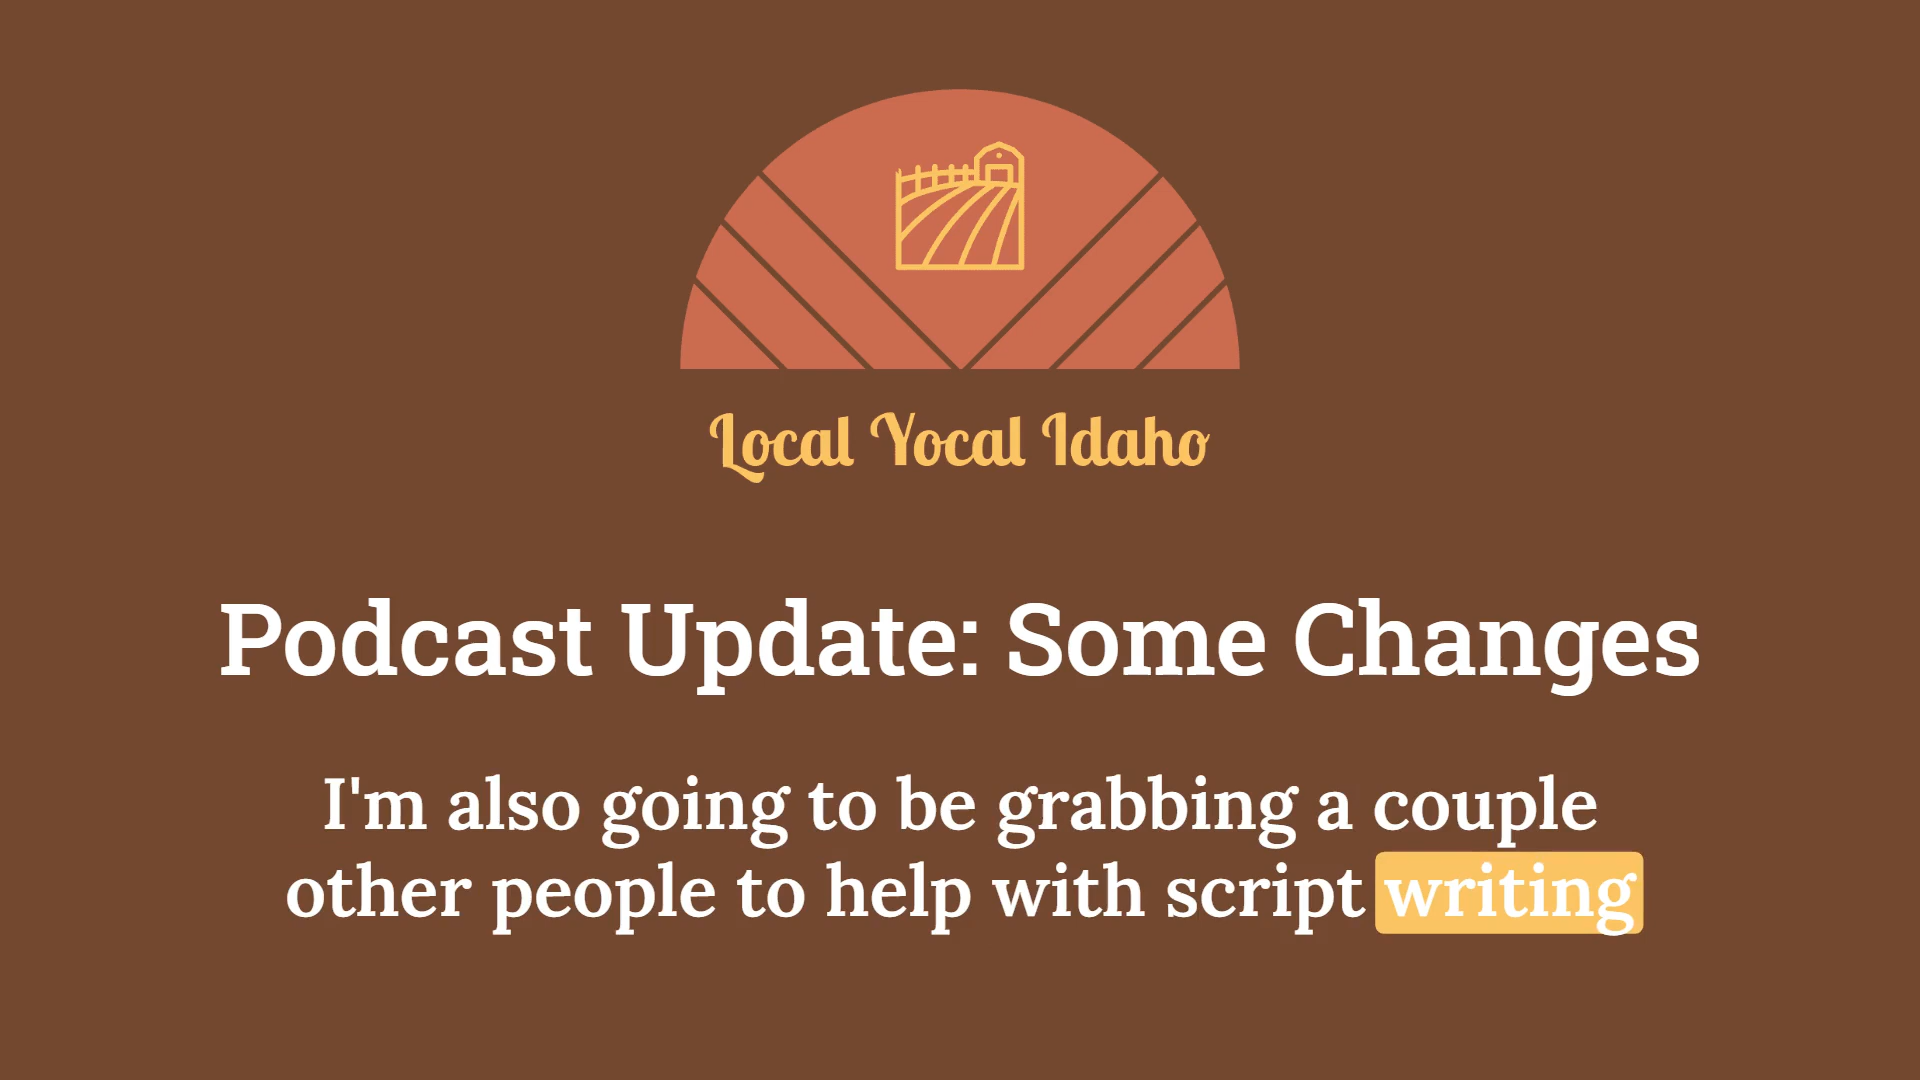 Local Yocal Idaho
Podcast Update: Some Changes
I'm also going to be grabbing a couple
other people to help with script writing